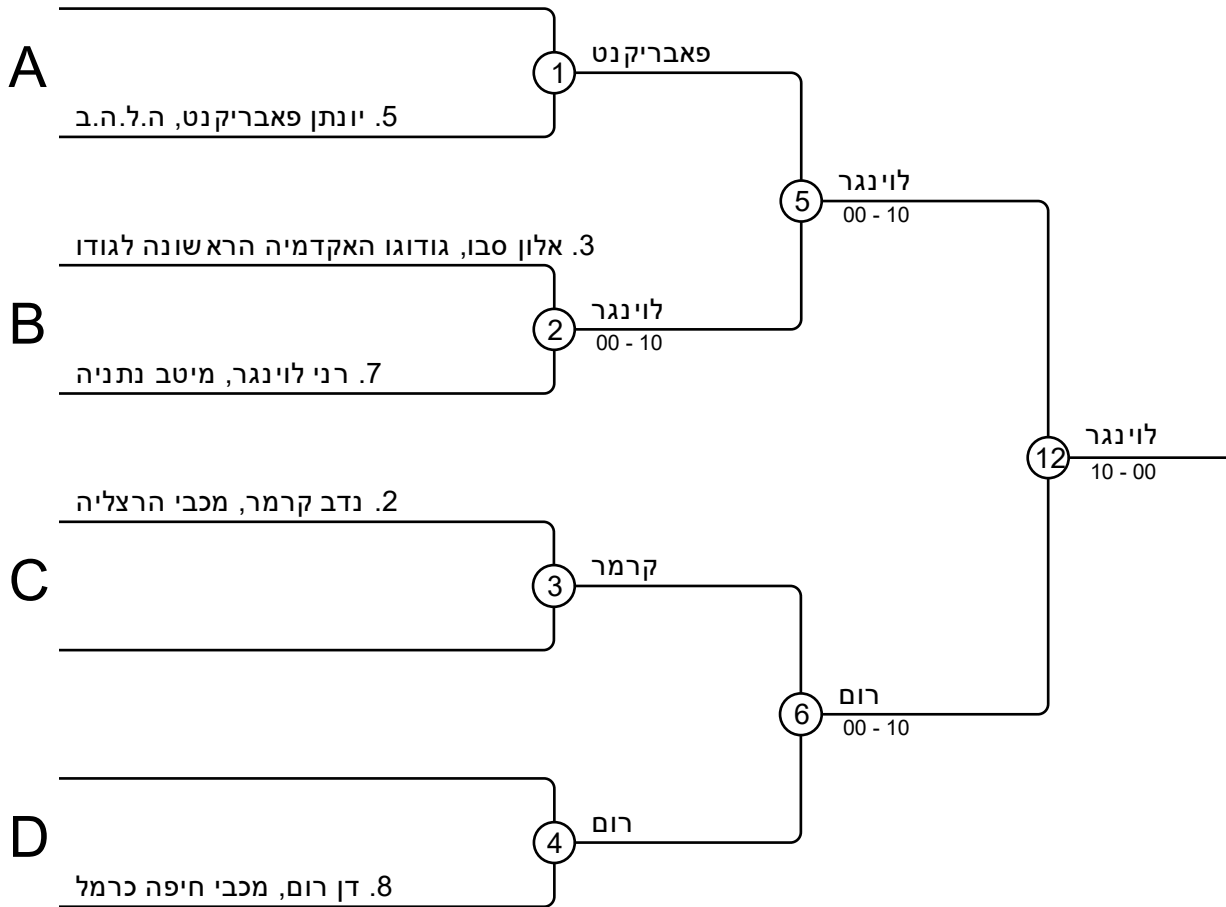 A
1
פאבריקנט
5. יונתן פאבריקנט, ה.ל.ה.ב
5
לוינגר
00 - 10
3. אלון סבו, גודוגו האקדמיה הראשונה לגודו
B
2
לוינגר
00 - 10
7. רני לוינגר, מיטב נתניה
12
לוינגר
10 - 00
2. נדב קרמר, מכבי הרצליה
C
3
קרמר
6
רום
00 - 10
D
4
רום
8. דן רום, מכבי חיפה כרמל